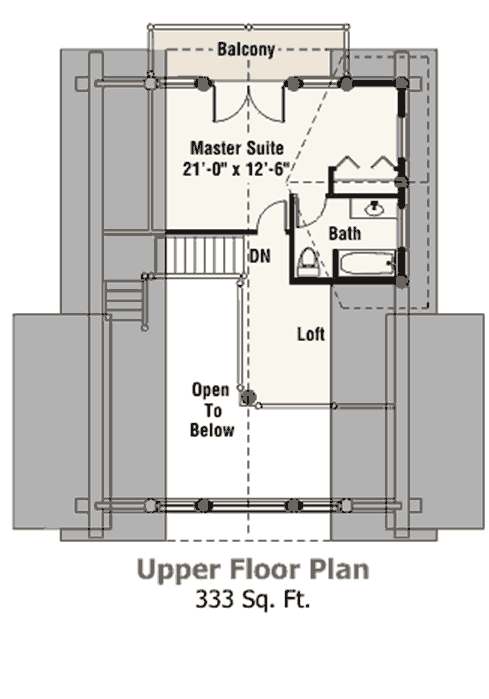 Balcony
Master Suite
21'-0" x 12'-6"
Bath
DN
Loft
Open
To
Below
Upper Floor Plan
333 Sq. Ft.